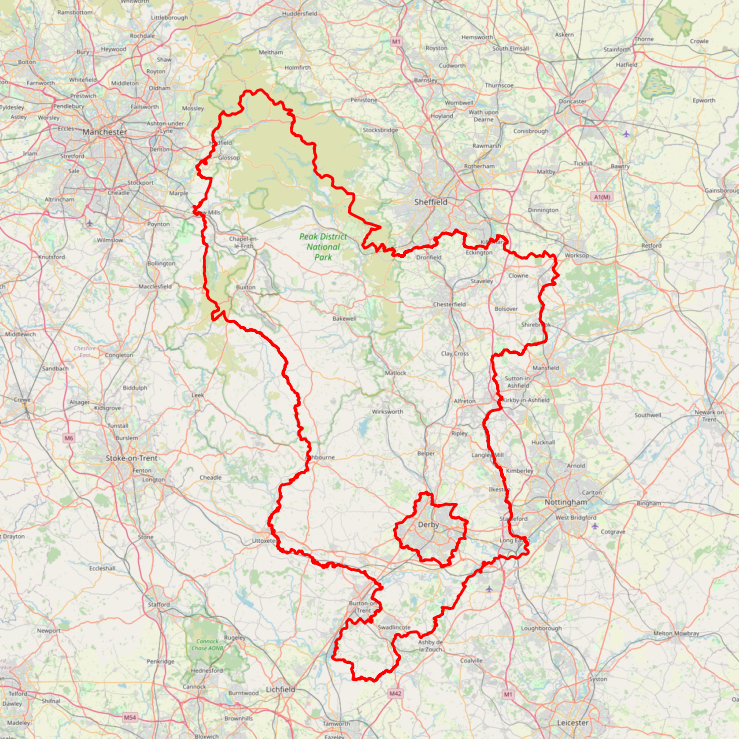 Ramsbottom
Littleborough
Huddersfield
Hemsworth
Askern
Thorne
Crowle
Rochdale
Meltham
M1
Royston
South Elmsall
Stainforth
Hatfield
Bolton
Bury
Heywood
Shaw
Holmfirth
Cudworth
Farnworth
Whitefield
Middleton
Royton
Oldham
Barnsley
Thurnscoe
Prestwich
Tyldesley
Pendlebury
Failsworth
Mossley
Penistone
Wombwell
Doncaster
Epworth
Astley
Worsley
Wath upon
Dearne
Hoyland
Eccles
Manchester
Ashton-under-
Lyne
Stocksbridge
Conisbrough
Irlam
Stretford
Denton
Glossop
Rawmarsh
Rotherham
Tickhill
Bawtry
Sale
Stockport
Maltby
Gainsborough
Altrincham
Cheadle
Marple
Sheffield
A1(M)
Dinnington
New Mills
Poynton
Wilmslow
Chapel-en-
le-Frith
Peak District
National
Park
Eckington
Retford
Knutsford
Bollington
Dronfield
Worksop
Macclesfield
Buxton
Staveley
Clowne
Chesterfield
Bolsover
Bakewell
Shirebrook
Middlewich
Congleton
Clay Cross
Sandbach
Mansfield
Matlock
Sutton-in-
Ashfield
Biddulph
Leek
Crewe
Alsager
Kidsgrove
Wirksworth
Alfreton
Kirkby-in-Ashfield
Southwell
Newark-on-
Trent
Tunstall
Burslem
M6
Ripley
Hucknall
Stoke-on-Trent
Ashbourne
Belper
Langley Mill
Kimberley
Arnold
Fenton
Longton
Cheadle
Ilkeston
Carlton
Nottingham
Bingham
Derby
Stapleford
West Bridgford
Stone
Uttoxeter
Long Eaton
Cotgrave
Eccleshall
Stafford
Burton-on-
Trent
Newport
Rugeley
Swadlincote
Loughborough
Melton Mowbray
Cannock
Chase AONB
Ashby-de-
la-Zouch
Penkridge
Hednesford
Coalville
Telford
Cannock
Burntwood
Lichfield
M42
M1
Syston
Shifnal
Dawley
Madeley
M54
Brownhills
Tamworth
Leicester
Bloxwich
Fazeley